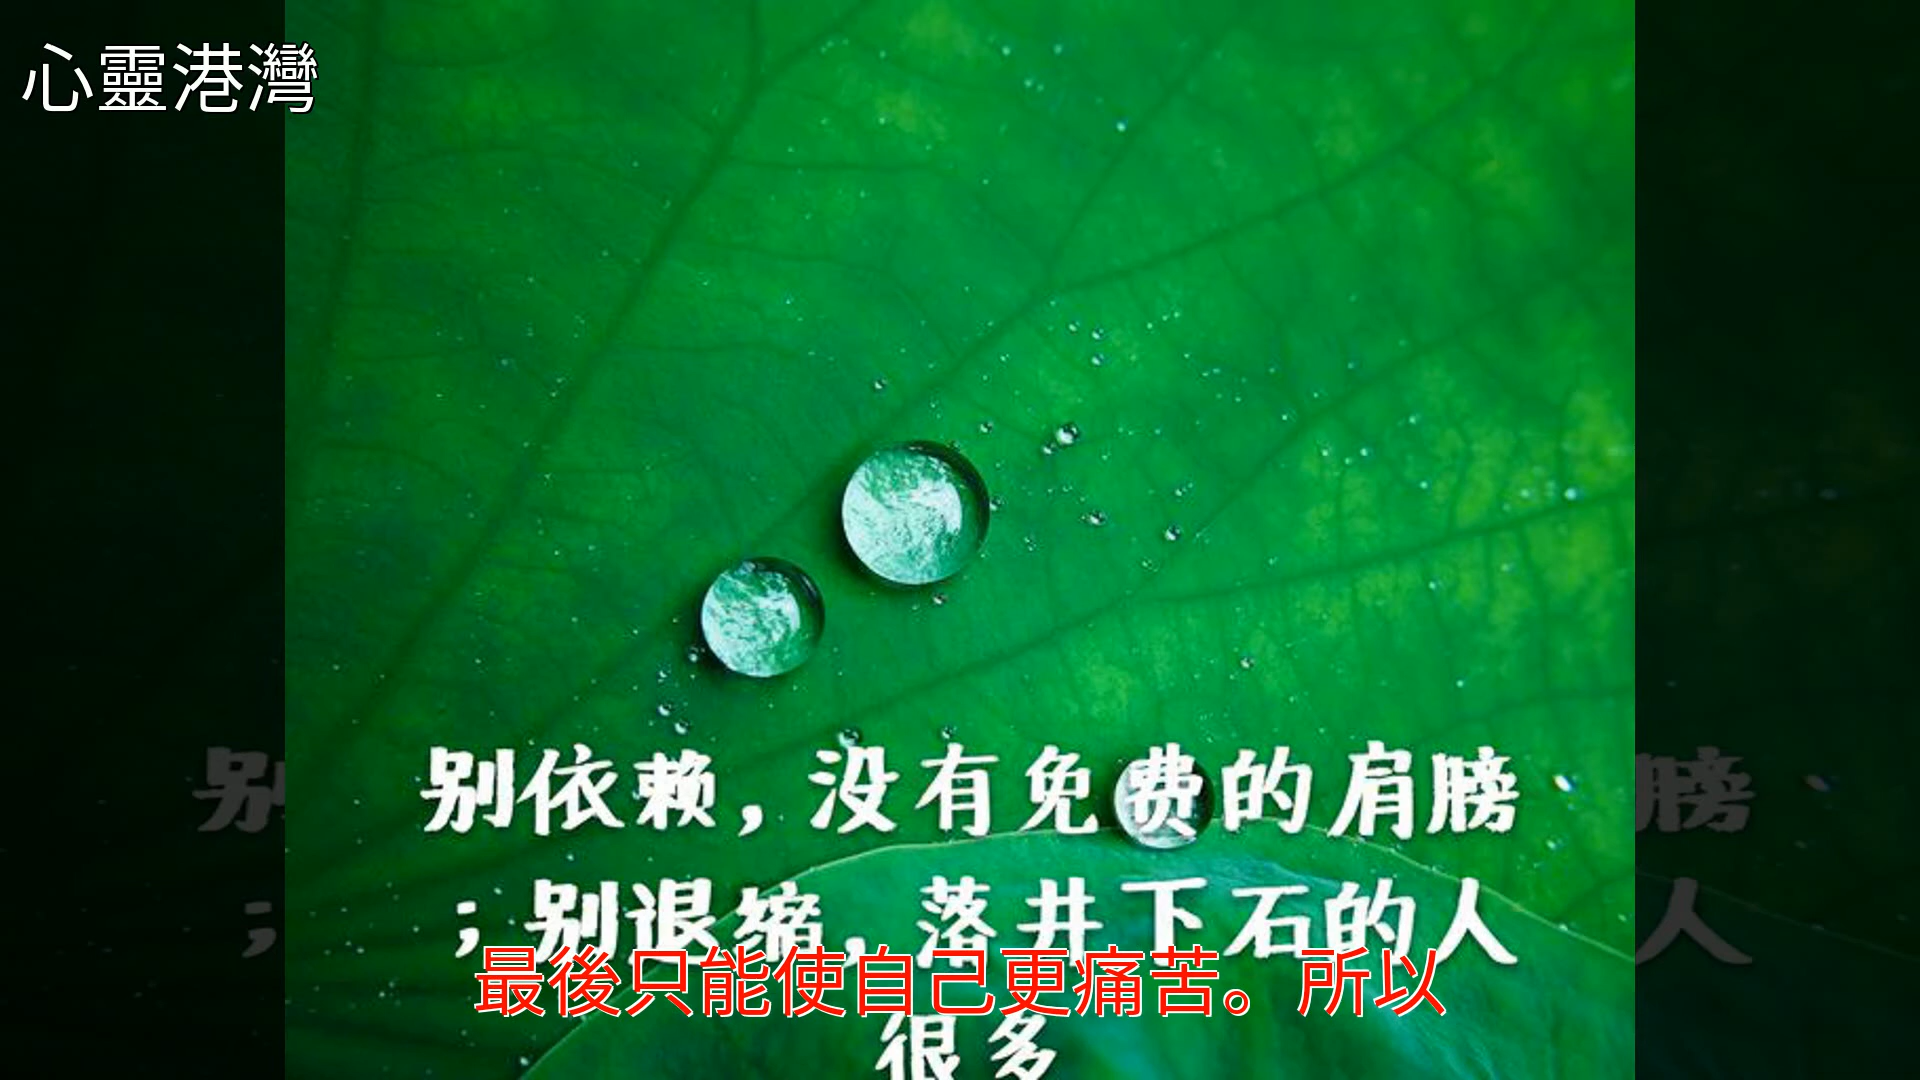 心靈港灣
别依赖，没有免费的肩膀
；别退缩，落井下石的人
最後只能使自己更痛苦。所以
很多